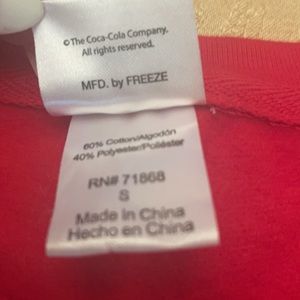 ©The Coca-Cola Company.
All rights reserved.
MFD. by FREEZE
60% Cotton/Algodón
40% Polyester/Poliéster
RN# 71868
S
Made in China
Hecho en China